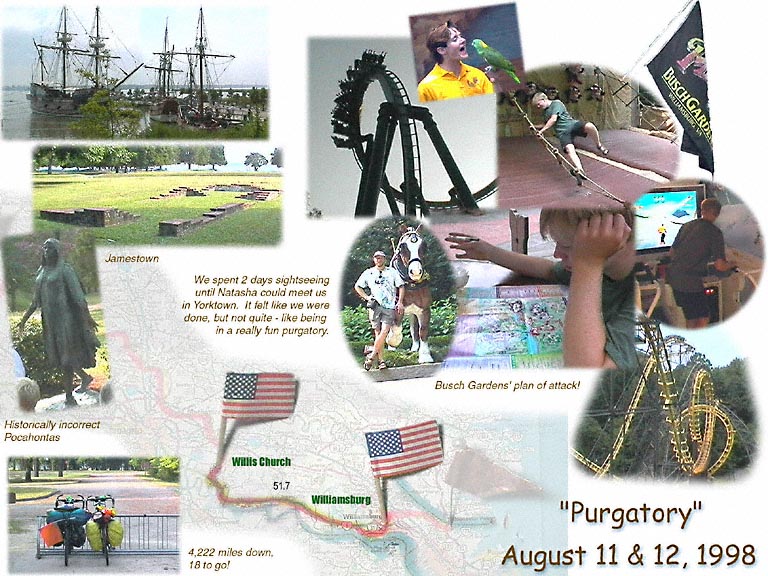 BUSCH GARDENS
Jamestown
We spent 2 days sightseeing
until Natasha could meet us
in Yorktown. It felt like we were
done, but not quite - like being
in a really fun purgatory.
Busch Gardens' plan of attack!
Historically incorrect
Pocahontas
Willis Church
51.7
Williamsburg
Williamsburg
4,222 miles down,
18 to go!
"Purgatory"
August 11 & 12, 1998